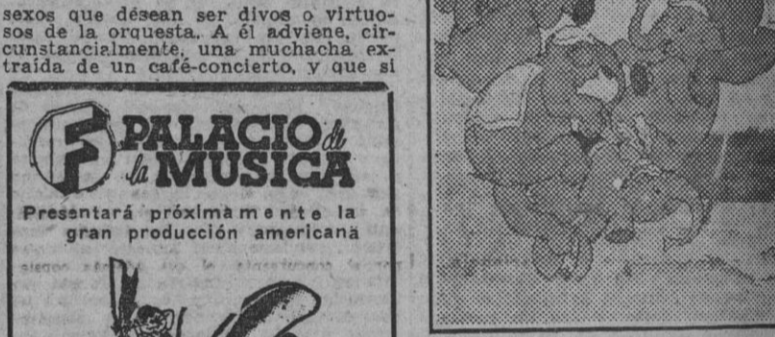 sexos que desean ser divos o virtuo-
sos de la orquesta. A él adviene, cir-
cunstancialmente, una muchacha ex-
traída de un café-concierto, y que si
F PALACIO de
la MUSICA
Presentará próximamente la
gran producción americana